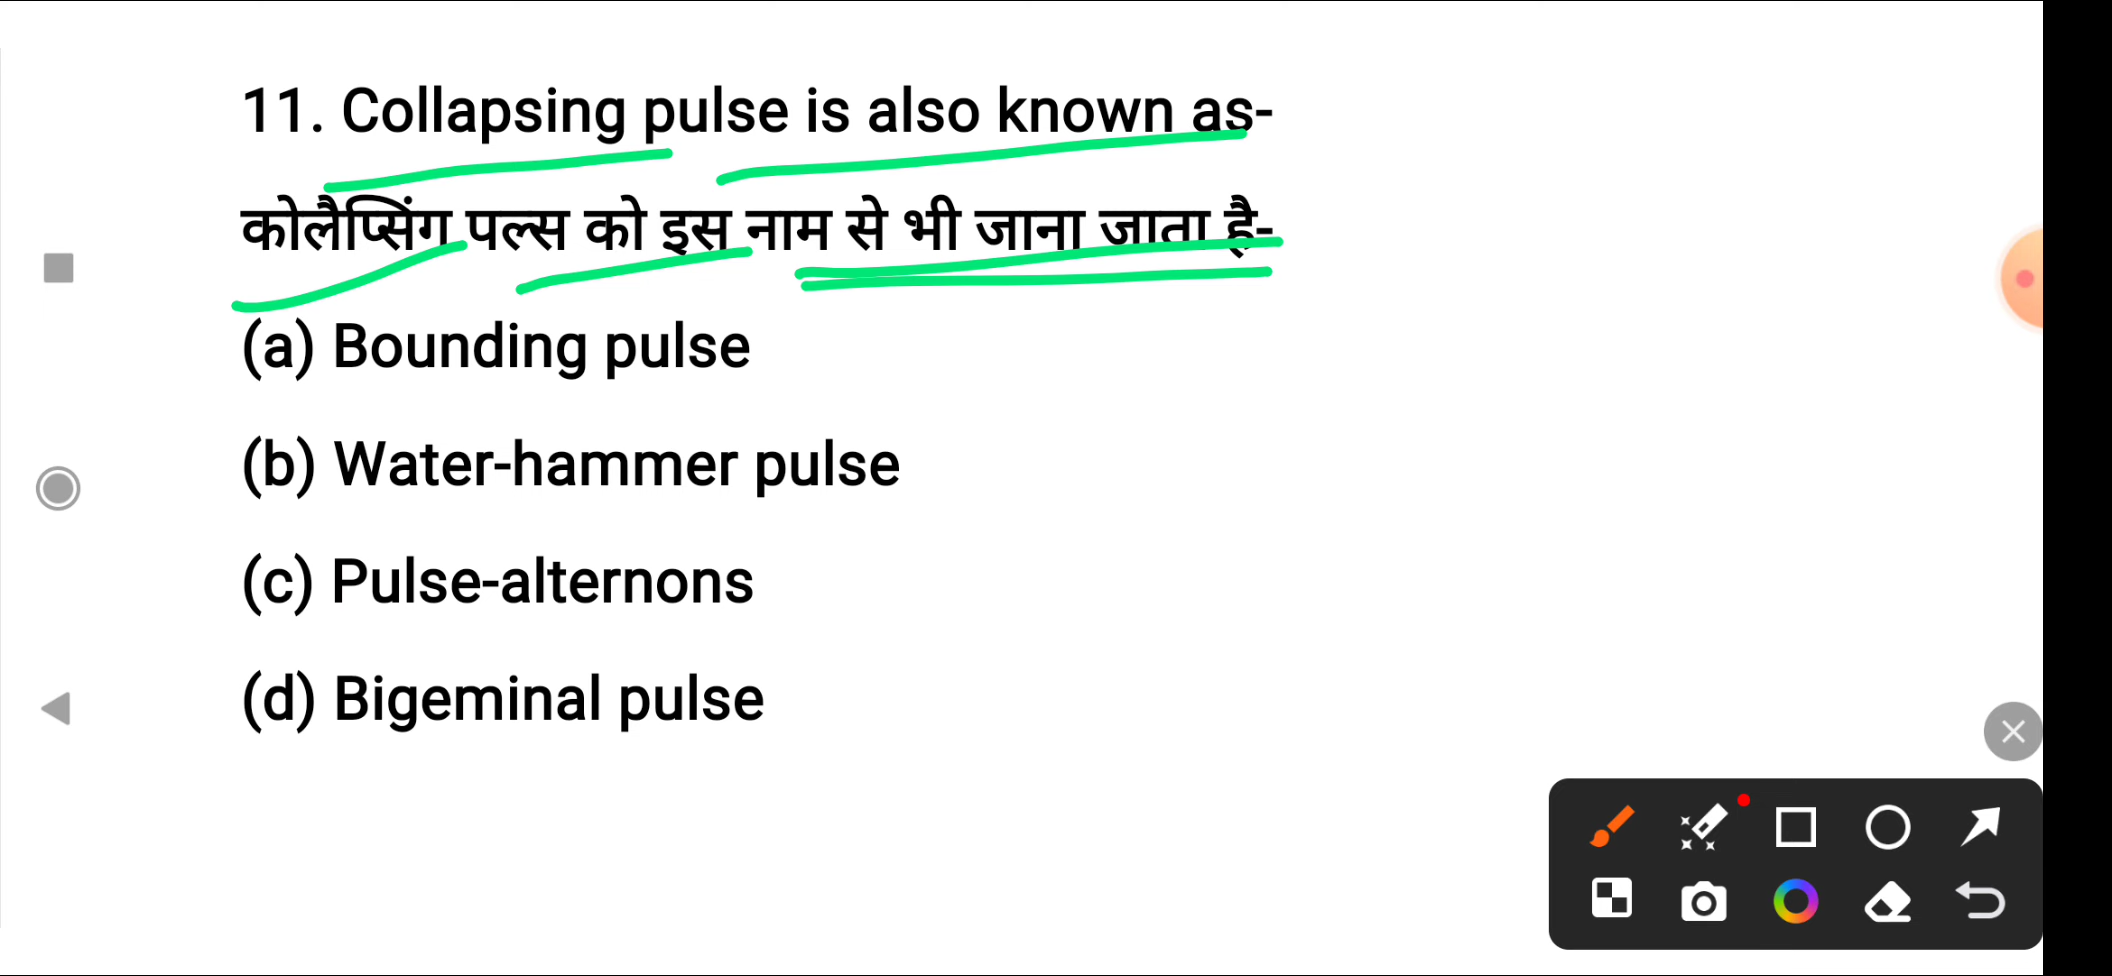 11. Collapsing pulse is also known as-
कोलैप्सिंग पल्स को इस नाम से भी जाना जाता है-
(a) Bounding pulse
(b) Water-hammer pulse
(c) Pulse-alternons
(d) Bigeminal pulse